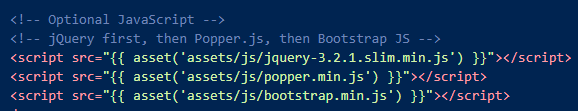 <!-- Optional JavaScript -->
<!-- jQuery first, then Popper.js, then Bootstrap JS -->
<script src="{{ asset('assets/js/jquery-3.2.1.slim.min.js') }}"></script>
<script src="{{ asset('assets/js/popper.min.js') }}"></script>
<script src="{{ asset('assets/js/bootstrap.min.js') }}"></script>